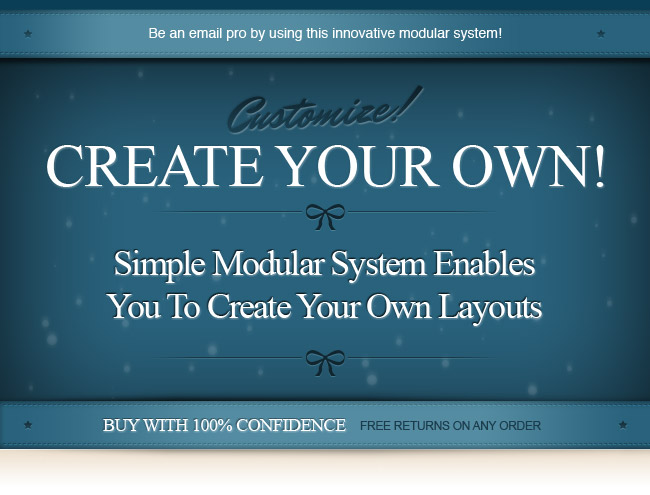 Be an email pro by using this innovative modular system!
Customize!
CREATE YOUR OWN!
Simple Modular System Enables
You To Create Your Own Layouts
BUY WITH 100% CONFIDENCE FREE RETURNS ON ANY ORDER